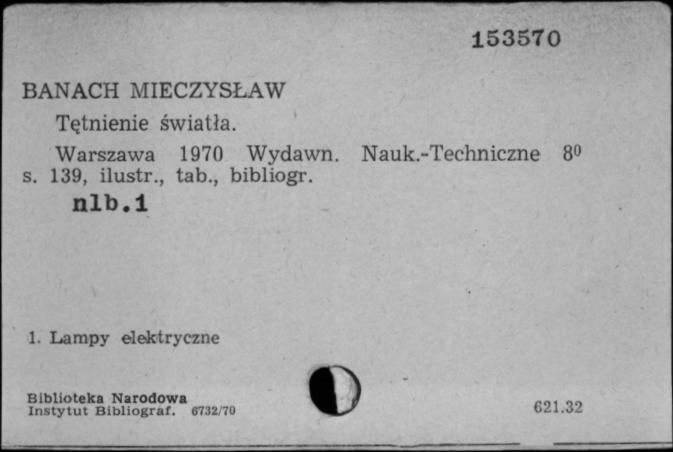 153570
BANACH MIECZYSŁAW
Tętnienie światła.
Warszawa 1970 Wydawn. Nauk.-Techniczne 8⁰
s. 139, ilustr., tab., bibliogr.
nlb.1
1. Lampy elektryczne
Biblioteka Narodowa
Instytut Bibliograf. 6732/70
621.32